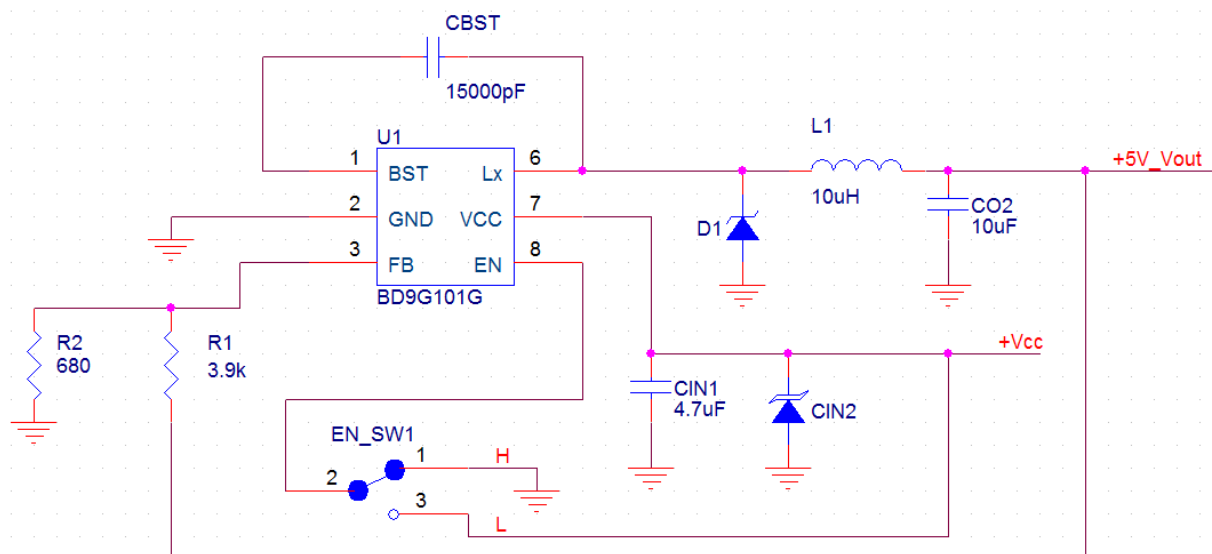 CBST
15000pF
U1
1 BST Lx 6
2 GND VCC 7
3 FB EN 8
BD9G101G
L1
10uH
+5V_Vout
D1
CO2
10uF
R2
680
R1
3.9k
+Vcc
CIN1
4.7uF
CIN2
EN_SW1
1
H
2
3
L